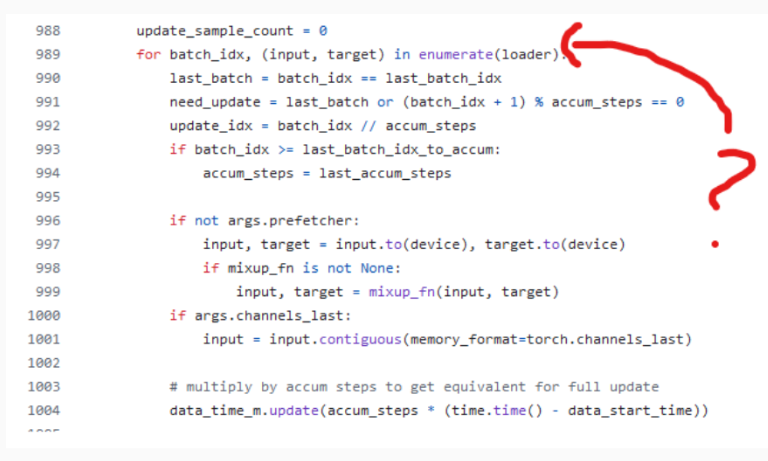 988 update_sample_count = 0
989 for batch_idx, (input, target) in enumerate(loader):
990 last_batch = batch_idx == last_batch_idx
991 need_update = last_batch or (batch_idx + 1) % accum_steps == 0
992 update_idx = batch_idx // accum_steps
993 if batch_idx >= last_batch_idx_to_accum:
994 accum_steps = last_accum_steps
995
996 if not args.prefetcher:
997 input, target = input.to(device), target.to(device)
998 if mixup_fn is not None:
999 input, target = mixup_fn(input, target)
1000 if args.channels_last:
1001 input = input.contiguous(memory_format=torch.channels_last)
1002
1003 # multiply by accum steps to get equivalent for full update
1004 data_time_m.update(accum_steps * (time.time() - data_start_time))
?